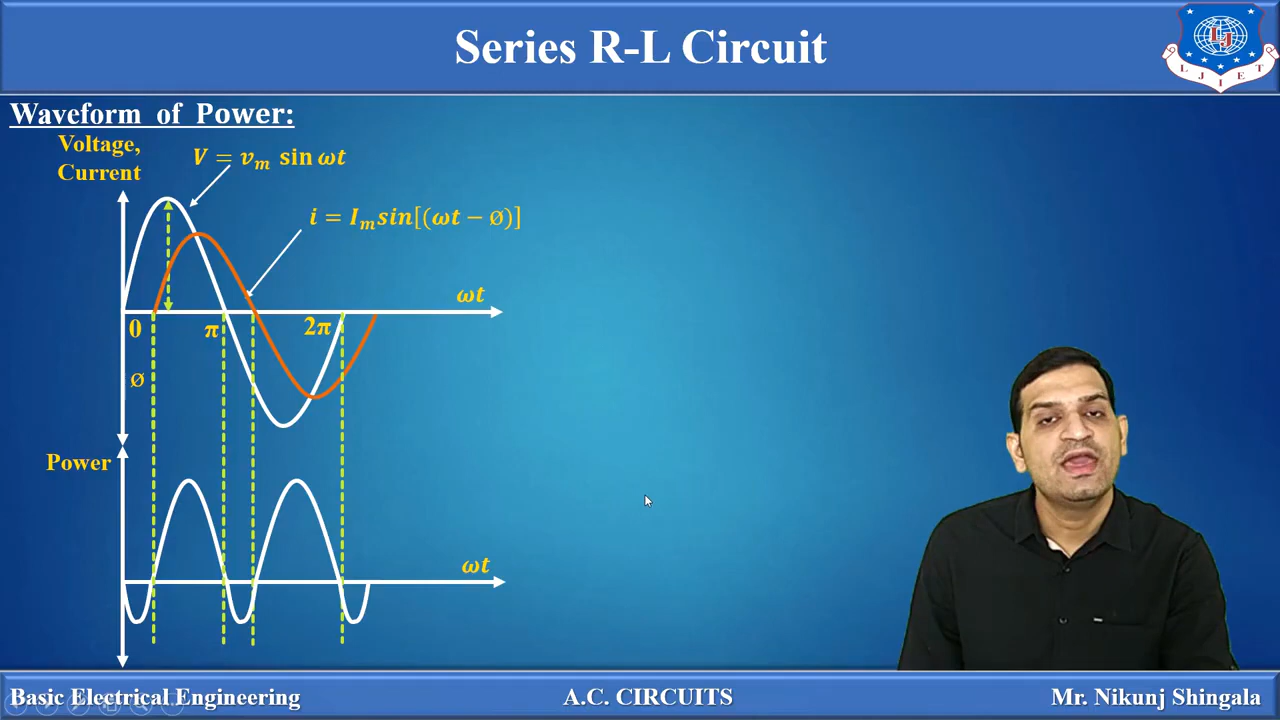 Series R-L Circuit
LJ
L J I E T
Waveform of Power:
Voltage,
Current
V = vₘ sin ωt
i = Iₘsin[(ωt − ø)]
ωt
0
π
2π
ø
Power
ωt
Basic Electrical Engineering
A.C. CIRCUITS
Mr. Nikunj Shingala